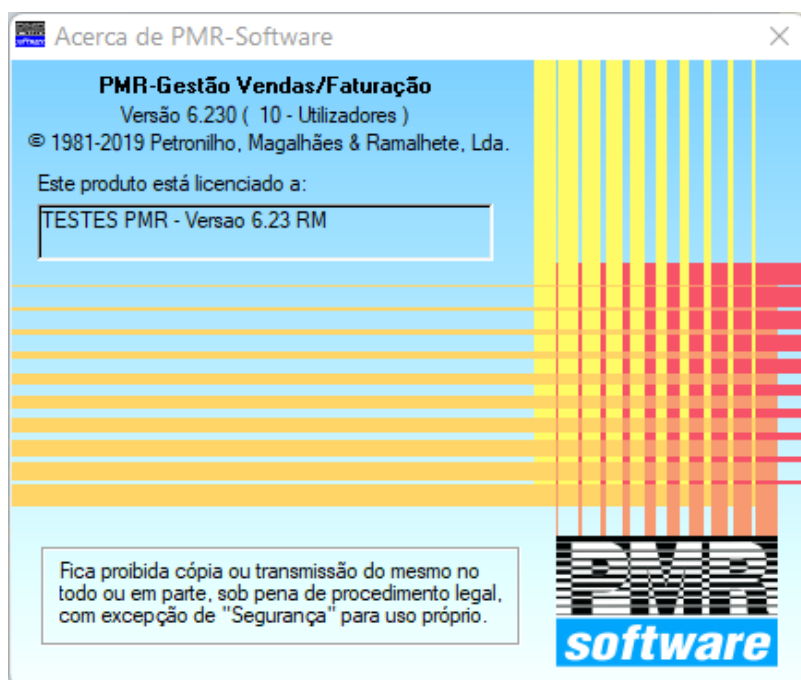 Acerca de PMR-Software
PMR-Gestão Vendas/Faturação
Versão 6.230 ( 10 - Utilizadores )
© 1981-2019 Petronilho, Magalhães & Ramalhete, Lda.
Este produto está licenciado a:
TESTES PMR - Versao 6.23 RM
Fica proibida cópia ou transmissão do mesmo no
todo ou em parte, sob pena de procedimento legal,
com excepção de "Segurança" para uso próprio.
PMR
software